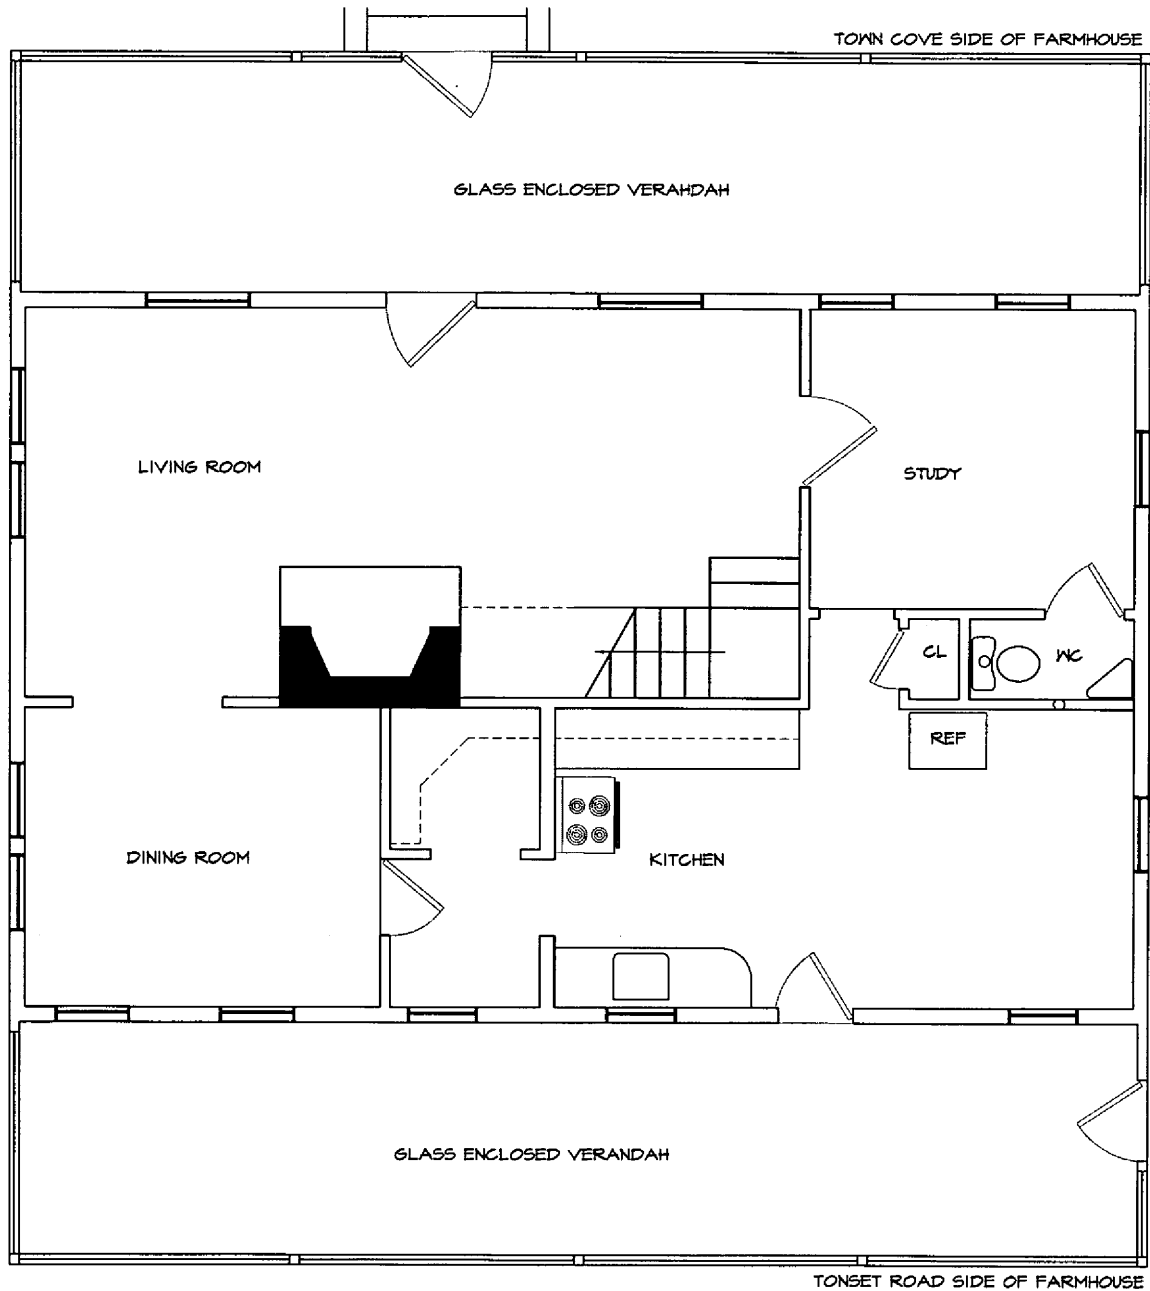 TOWN COVE SIDE OF FARMHOUSE
GLASS ENCLOSED VERAHDAH
LIVING ROOM
STUDY
CL
WC
REF
DINING ROOM
KITCHEN
GLASS ENCLOSED VERANDAH
TONSET ROAD SIDE OF FARMHOUSE